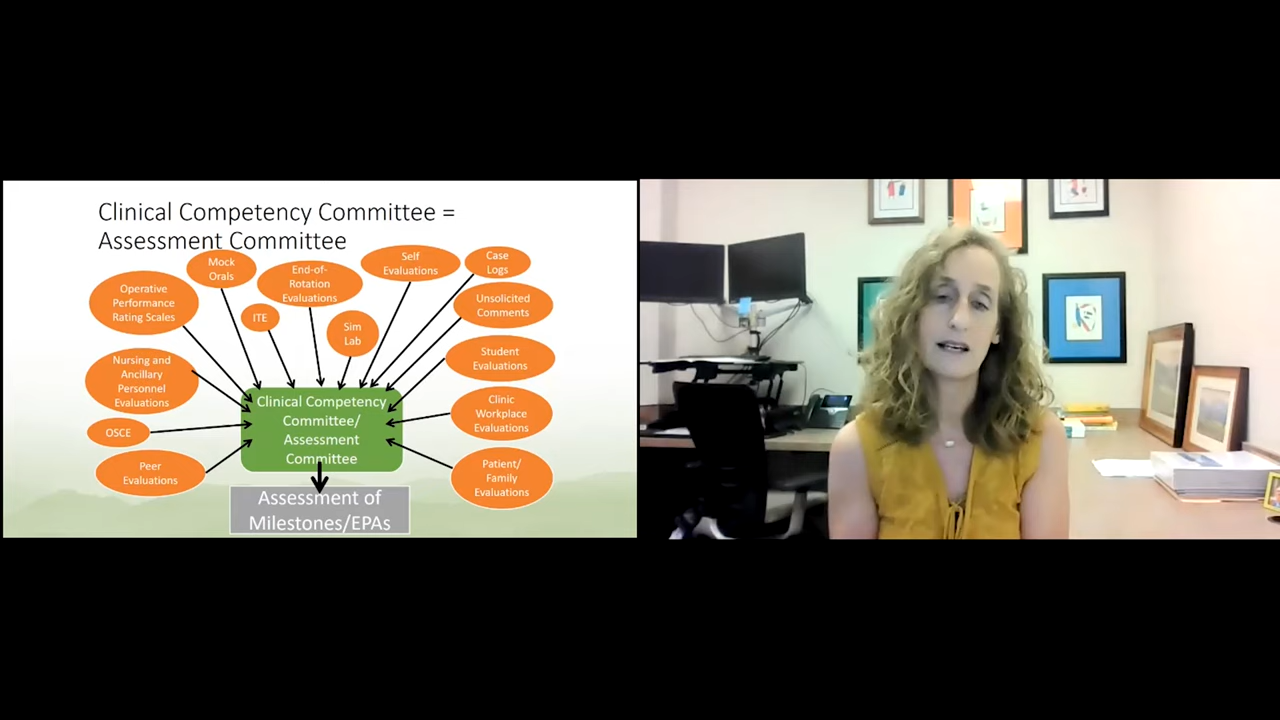 Clinical Competency Committee =
Assessment Committee
Mock
Orals
End-of-
Rotation
Evaluations
Self
Evaluations
Case
Logs
Operative
Performance
Rating Scales
ITE
Sim
Lab
Unsolicited
Comments
Nursing and
Ancillary
Personnel
Evaluations
Student
Evaluations
OSCE
Clinic
Workplace
Evaluations
Peer
Evaluations
Patient/
Family
Evaluations
Clinical Competency
Committee/
Assessment
Committee
Assessment of
Milestones/EPAs